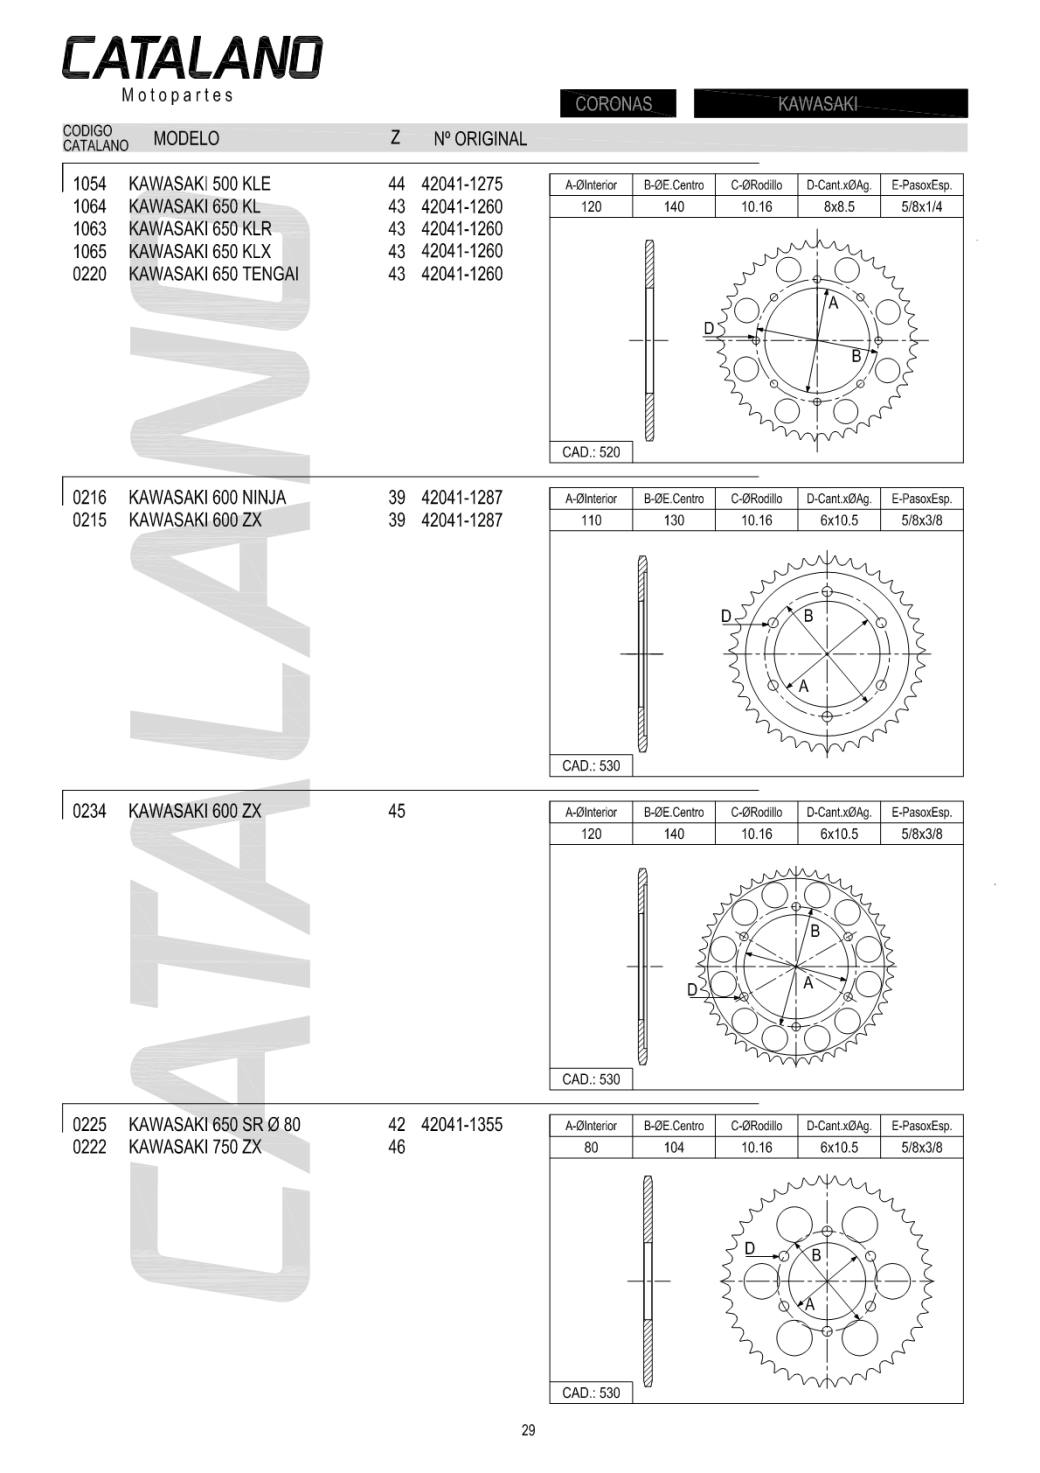 CATALANO
Motopartes
CORONAS KAWASAKI
CODIGO CATALANO MODELO Z Nº ORIGINAL
1054 KAWASAKI 500 KLE 44 42041-1275
1064 KAWASAKI 650 KL 43 42041-1260
1063 KAWASAKI 650 KLR 43 42041-1260
1065 KAWASAKI 650 KLX 43 42041-1260
0220 KAWASAKI 650 TENGAI 43 42041-1260
A-ØInterior B-ØE.Centro C-ØRodillo D-Cant.xØAg. E-PasoxEsp.
120 140 10.16 8x8.5 5/8x1/4
A
D
B
CAD.: 520
0216 KAWASAKI 600 NINJA 39 42041-1287
0215 KAWASAKI 600 ZX 39 42041-1287
A-ØInterior B-ØE.Centro C-ØRodillo D-Cant.xØAg. E-PasoxEsp.
110 130 10.16 6x10.5 5/8x3/8
D B
A
CAD.: 530
0234 KAWASAKI 600 ZX 45
A-ØInterior B-ØE.Centro C-ØRodillo D-Cant.xØAg. E-PasoxEsp.
120 140 10.16 6x10.5 5/8x3/8
B
A
D
CAD.: 530
0225 KAWASAKI 650 SR Ø 80 42 42041-1355
0222 KAWASAKI 750 ZX 46
A-ØInterior B-ØE.Centro C-ØRodillo D-Cant.xØAg. E-PasoxEsp.
80 104 10.16 6x10.5 5/8x3/8
D B
A
CAD.: 530
CATALANO
29